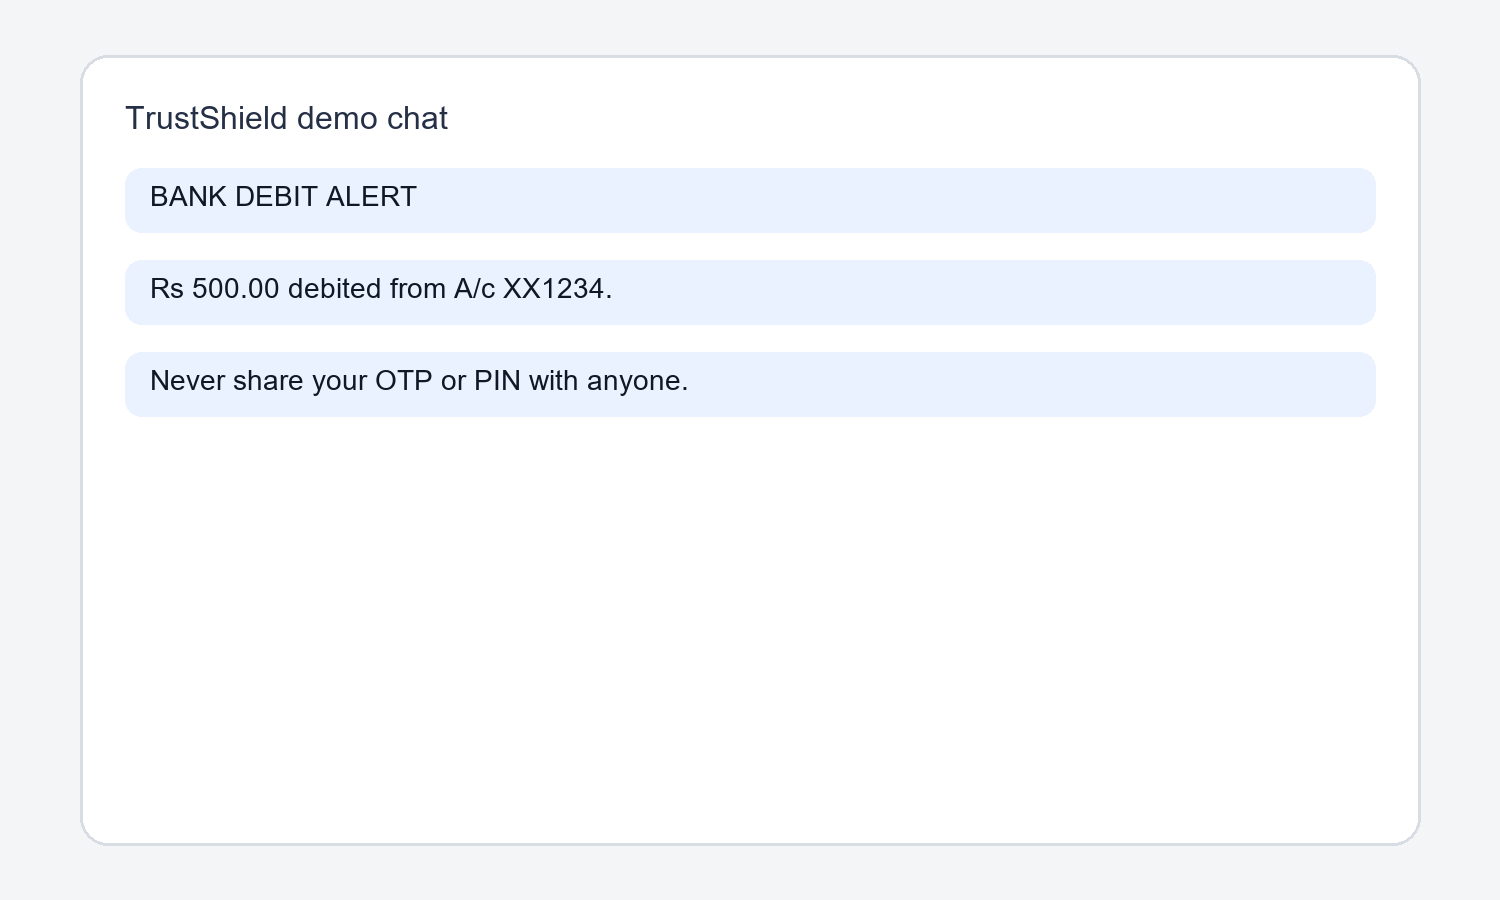 TrustShield demo chat
BANK DEBIT ALERT
Rs 500.00 debited from A/c XX1234.
Never share your OTP or PIN with anyone.